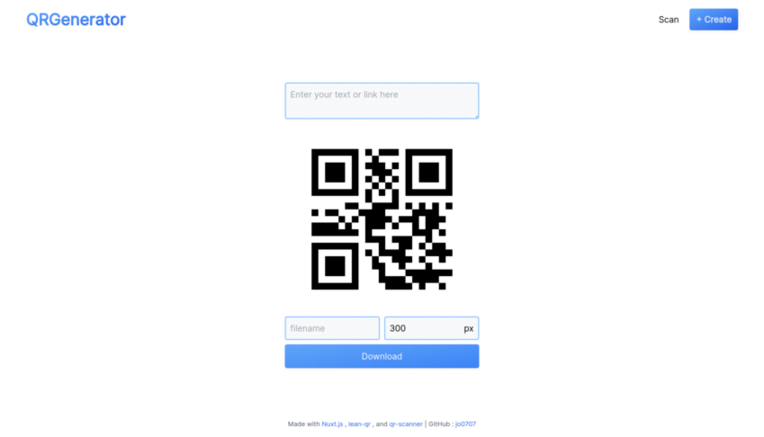 QRGenerator
Scan
+ Create
Enter your text or link here
filename
300 px
Download
Made with Nuxt.js , lean-qr , and qr-scanner | GitHub : jo0707